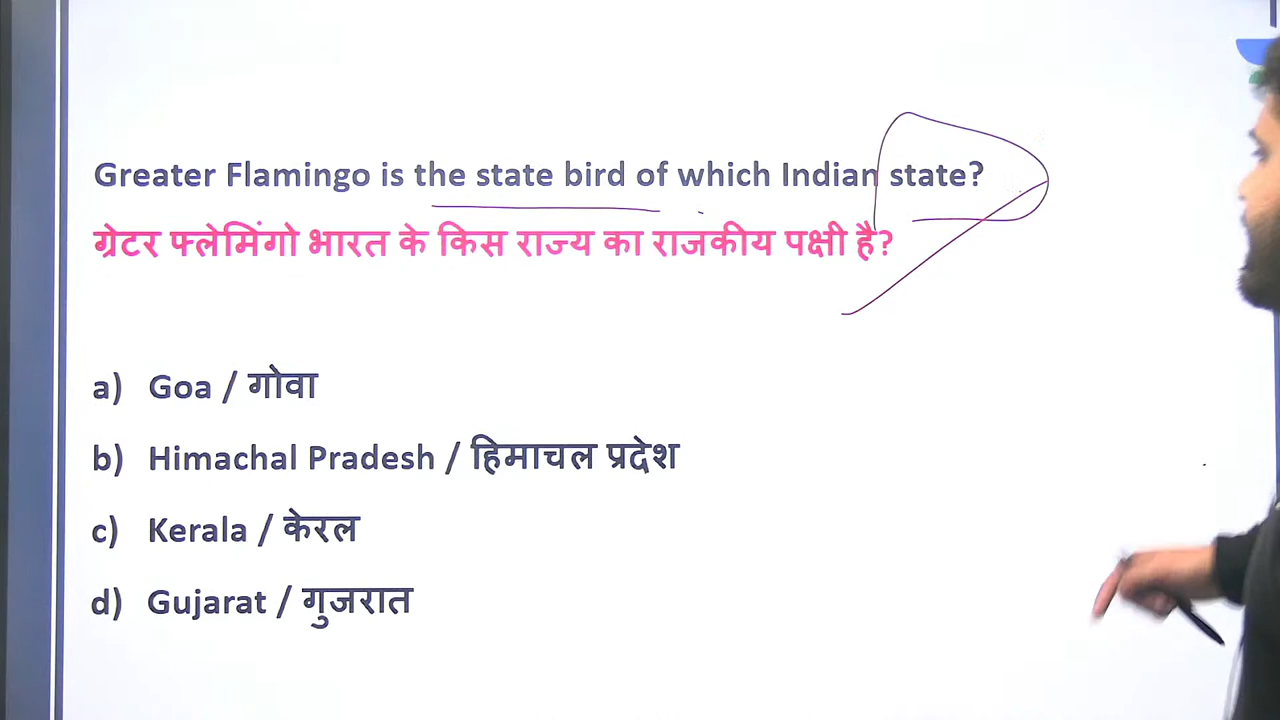 Greater Flamingo is the state bird of which Indian state?
ग्रेटर फ्लेमिंगो भारत के किस राज्य का राजकीय पक्षी है?
a) Goa / गोवा
b) Himachal Pradesh / हिमाचल प्रदेश
c) Kerala / केरल
d) Gujarat / गुजरात